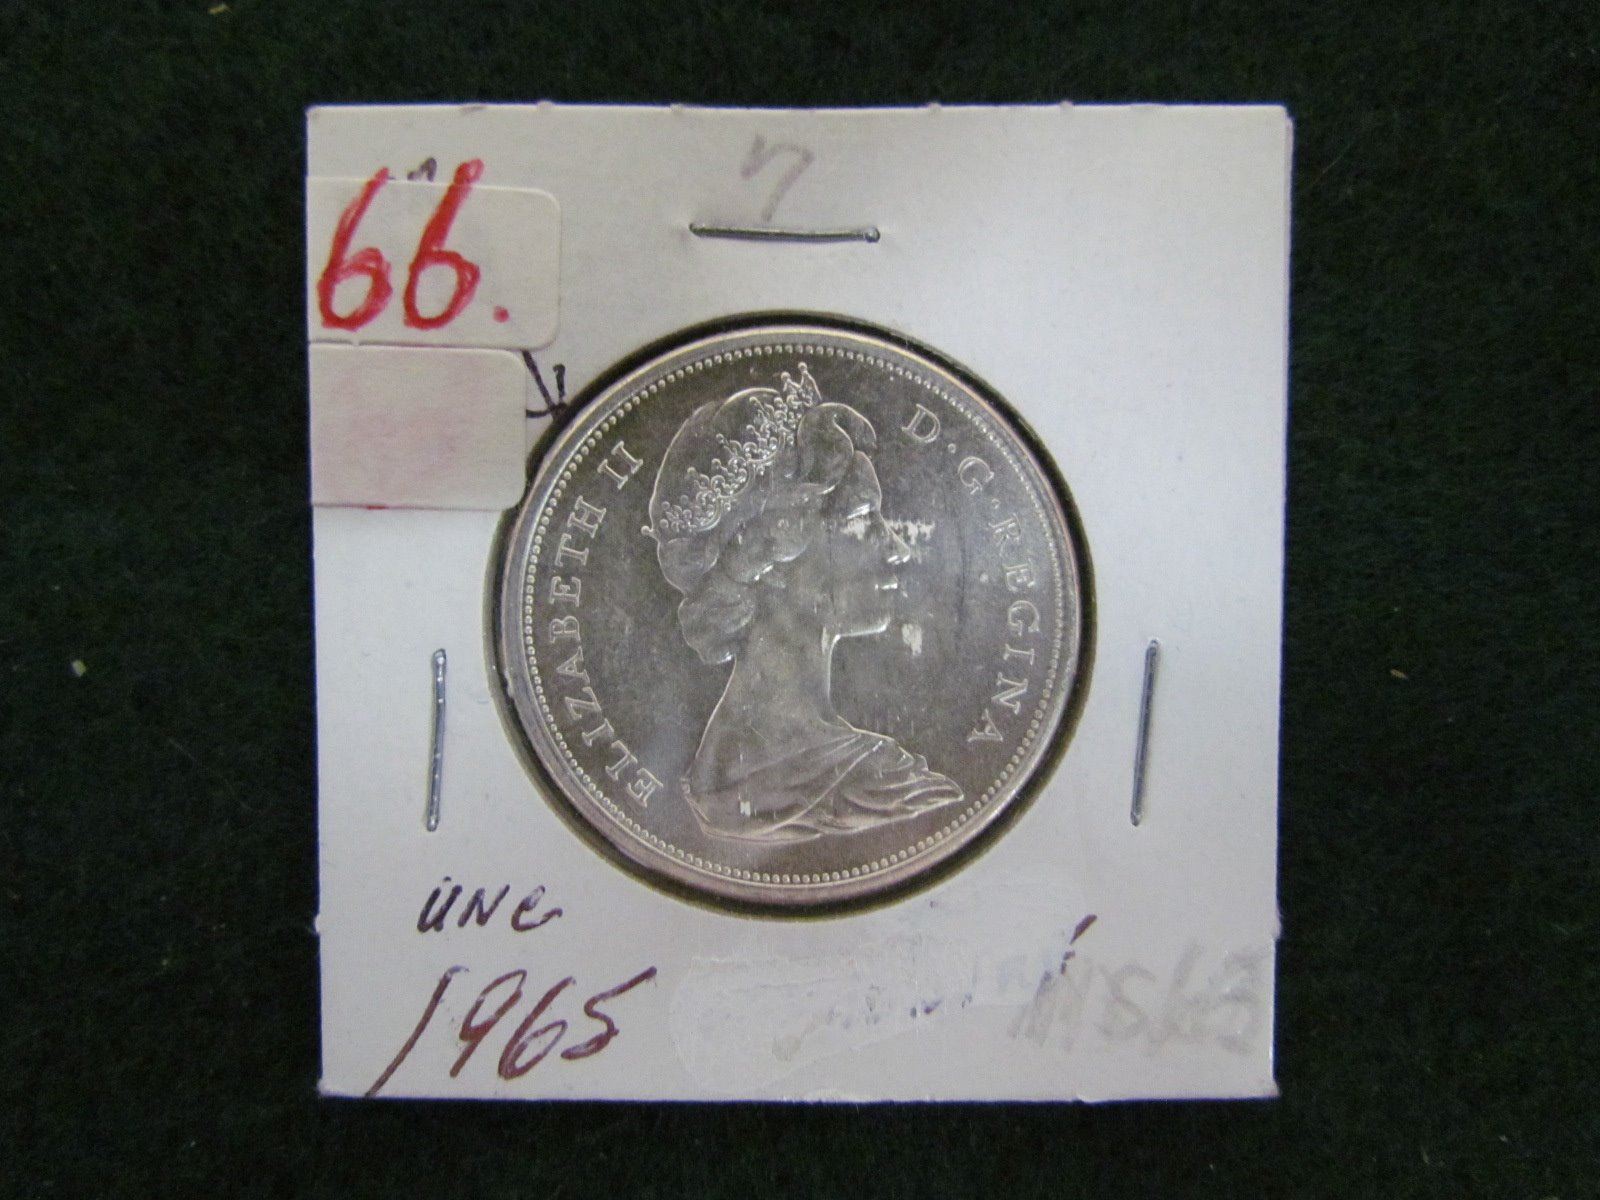 7
66.
ELIZABETH II D·G·REGINA
UNC
1965
MS63